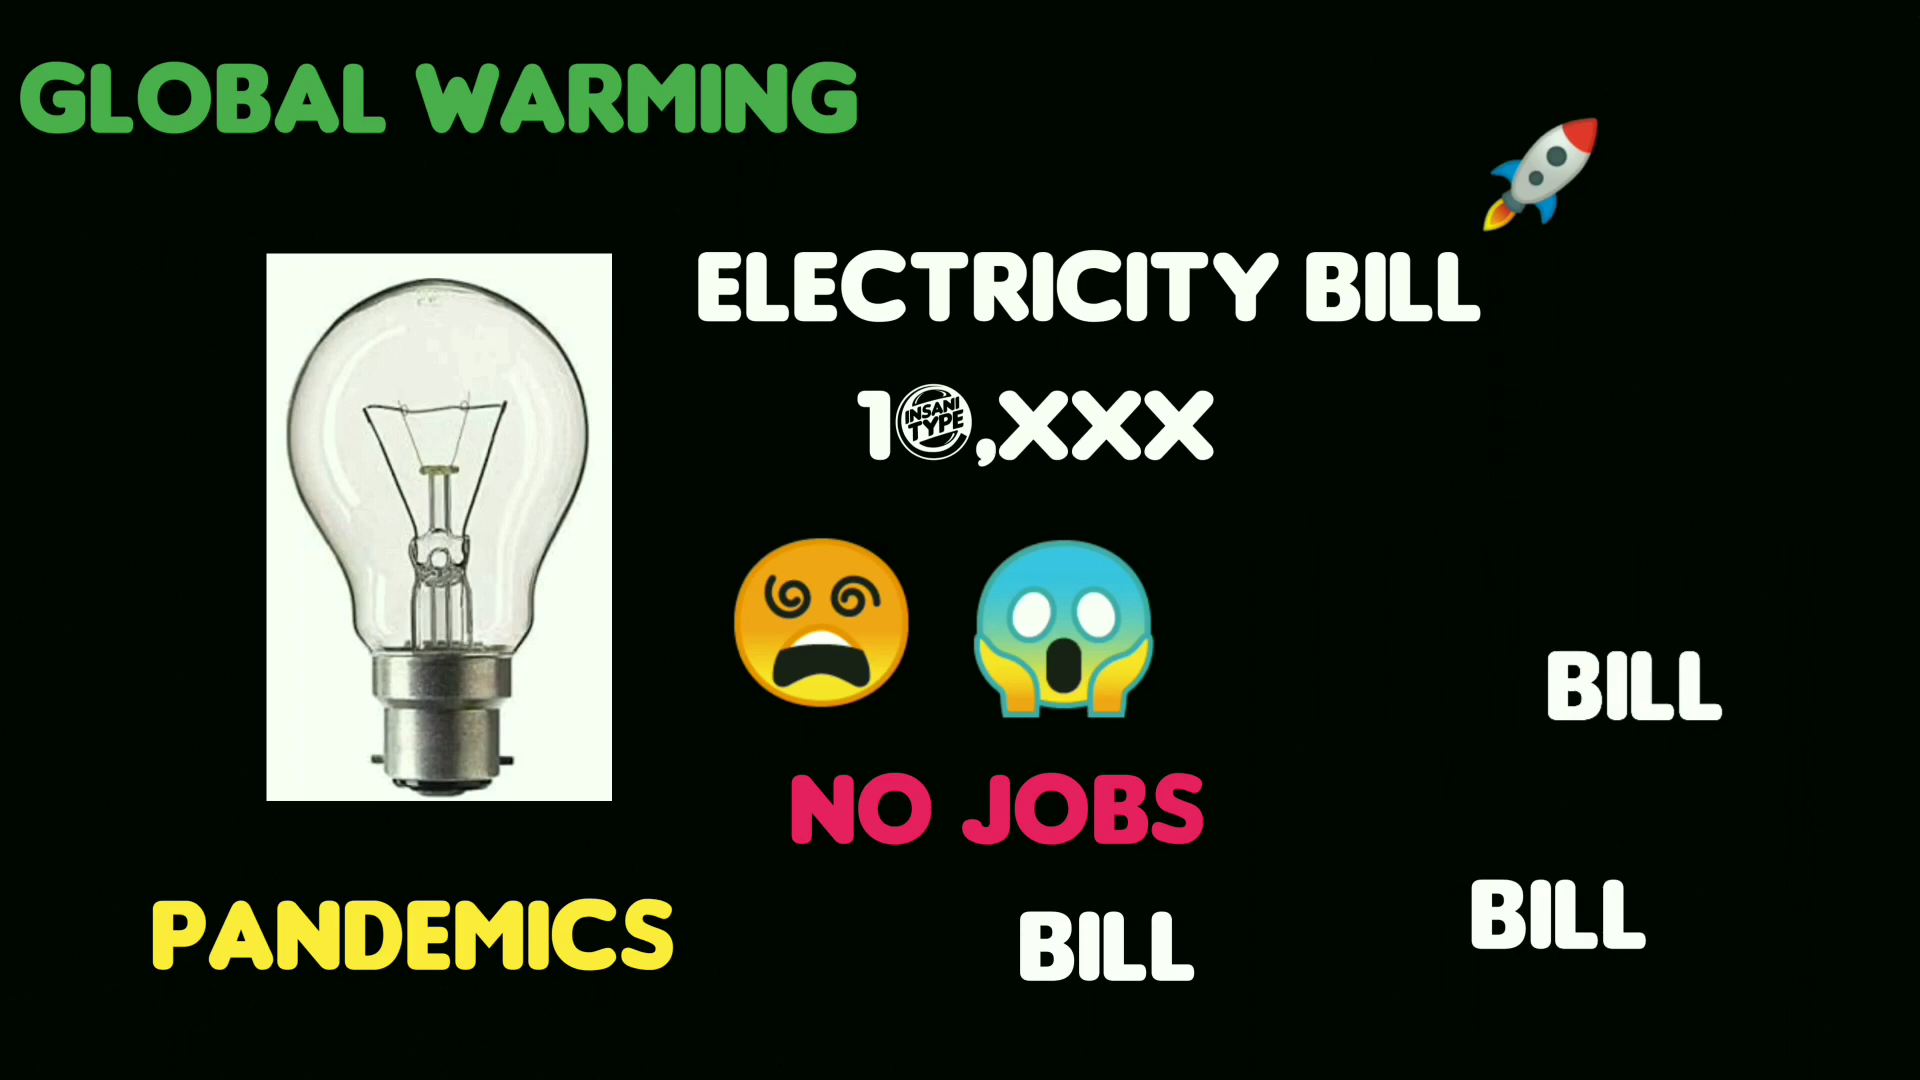 GLOBAL WARMING
ELECTRICITY BILL
1 INSANI TYPE,XXX
BILL
NO JOBS
PANDEMICS
BILL
BILL